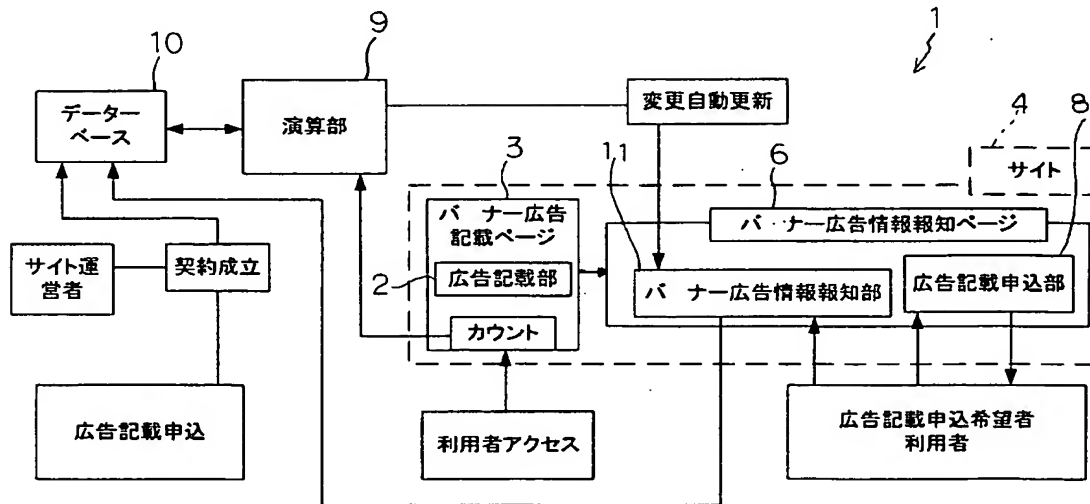 1
10
9
データー
ベース
演算部
変更自動更新
4
サイト
8
3
11
6
バ ナー広告
記載ページ
バ ナー広告情報報知ページ
2
広告記載部
バ ナー広告情報報知部
広告記載申込部
カウント
サイト運
営者
契約成立
広告記載申込
利用者アクセス
広告記載申込希望者
利用者